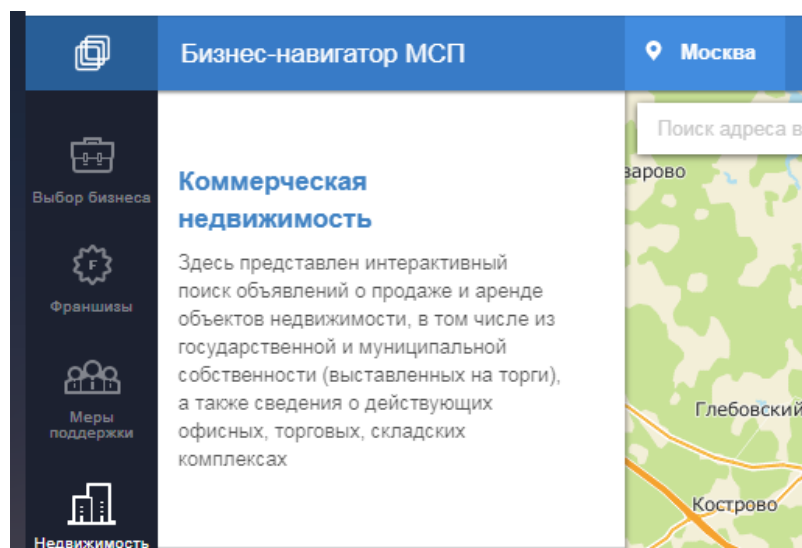 Бизнес-навигатор МСП
Москва
Выбор бизнеса
Франшизы
Меры
поддержки
Недвижимость
Коммерческая
недвижимость
Здесь представлен интерактивный
поиск объявлений о продаже и аренде
объектов недвижимости, в том числе из
государственной и муниципальной
собственности (выставленных на торги),
а также сведения о действующих
офисных, торговых, складских
комплексах
Поиск адреса в
зарово
Глебовский
Кострово